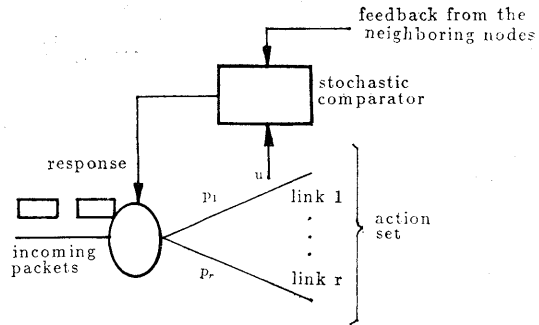 feedback from the
neighboring nodes
stochastic
comparator
response
u
p1
link 1
action
set
incoming
packets
pr
link r